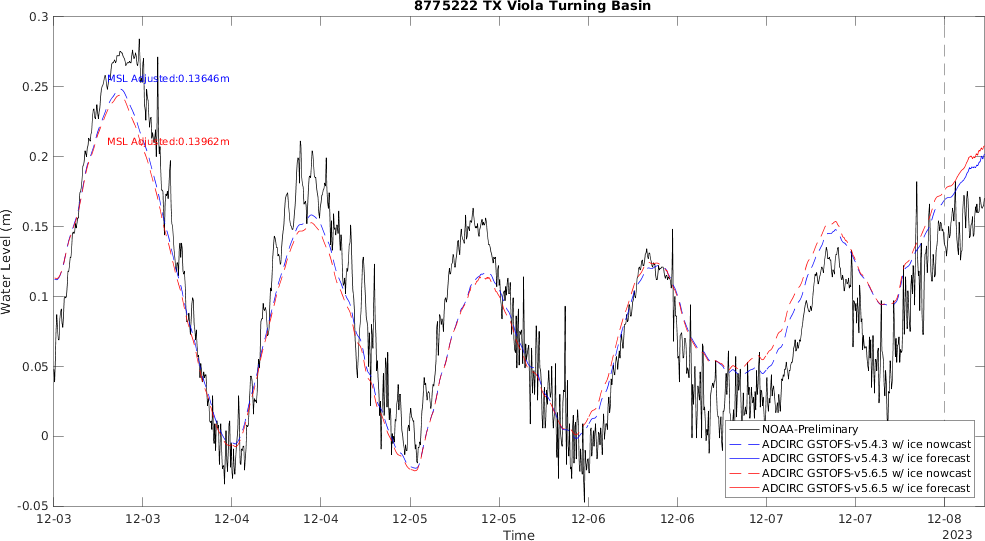 8775222 TX Viola Turning Basin
0.3
0.25
0.2
0.15
0.1
0.05
0
-0.05
Water Level (m)
MSL Adjusted:0.13646m
MSL Adjusted:0.13962m
NOAA-Preliminary
ADCIRC GSTOFS-v5.4.3 w/ ice nowcast
ADCIRC GSTOFS-v5.4.3 w/ ice forecast
ADCIRC GSTOFS-v5.6.5 w/ ice nowcast
ADCIRC GSTOFS-v5.6.5 w/ ice forecast
12-03 12-03 12-04 12-04 12-05 12-05 12-06 12-06 12-07 12-07 12-08
2023
Time